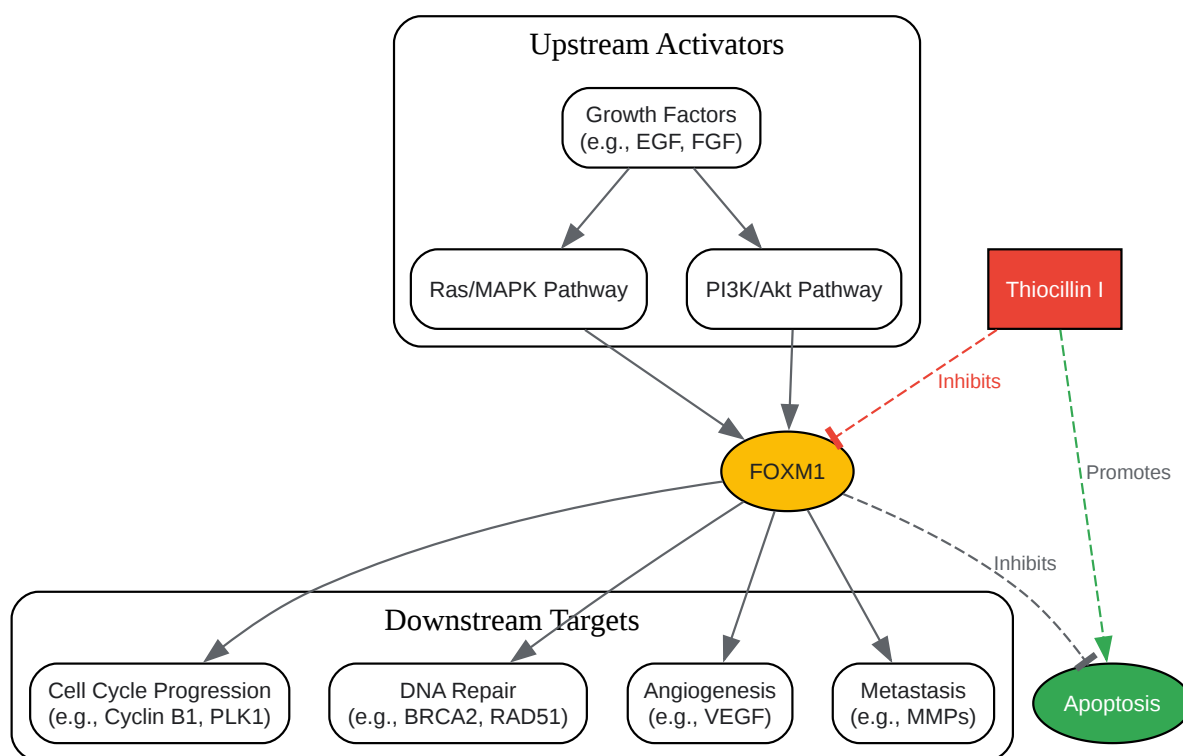 Upstream Activators
Growth Factors
(e.g., EGF, FGF)
Ras/MAPK Pathway
PI3K/Akt Pathway
Thiocillin I
Inhibits
FOXM1
Promotes
Inhibits
Downstream Targets
Cell Cycle Progression
(e.g., Cyclin B1, PLK1)
DNA Repair
(e.g., BRCA2, RAD51)
Angiogenesis
(e.g., VEGF)
Metastasis
(e.g., MMPs)
Apoptosis